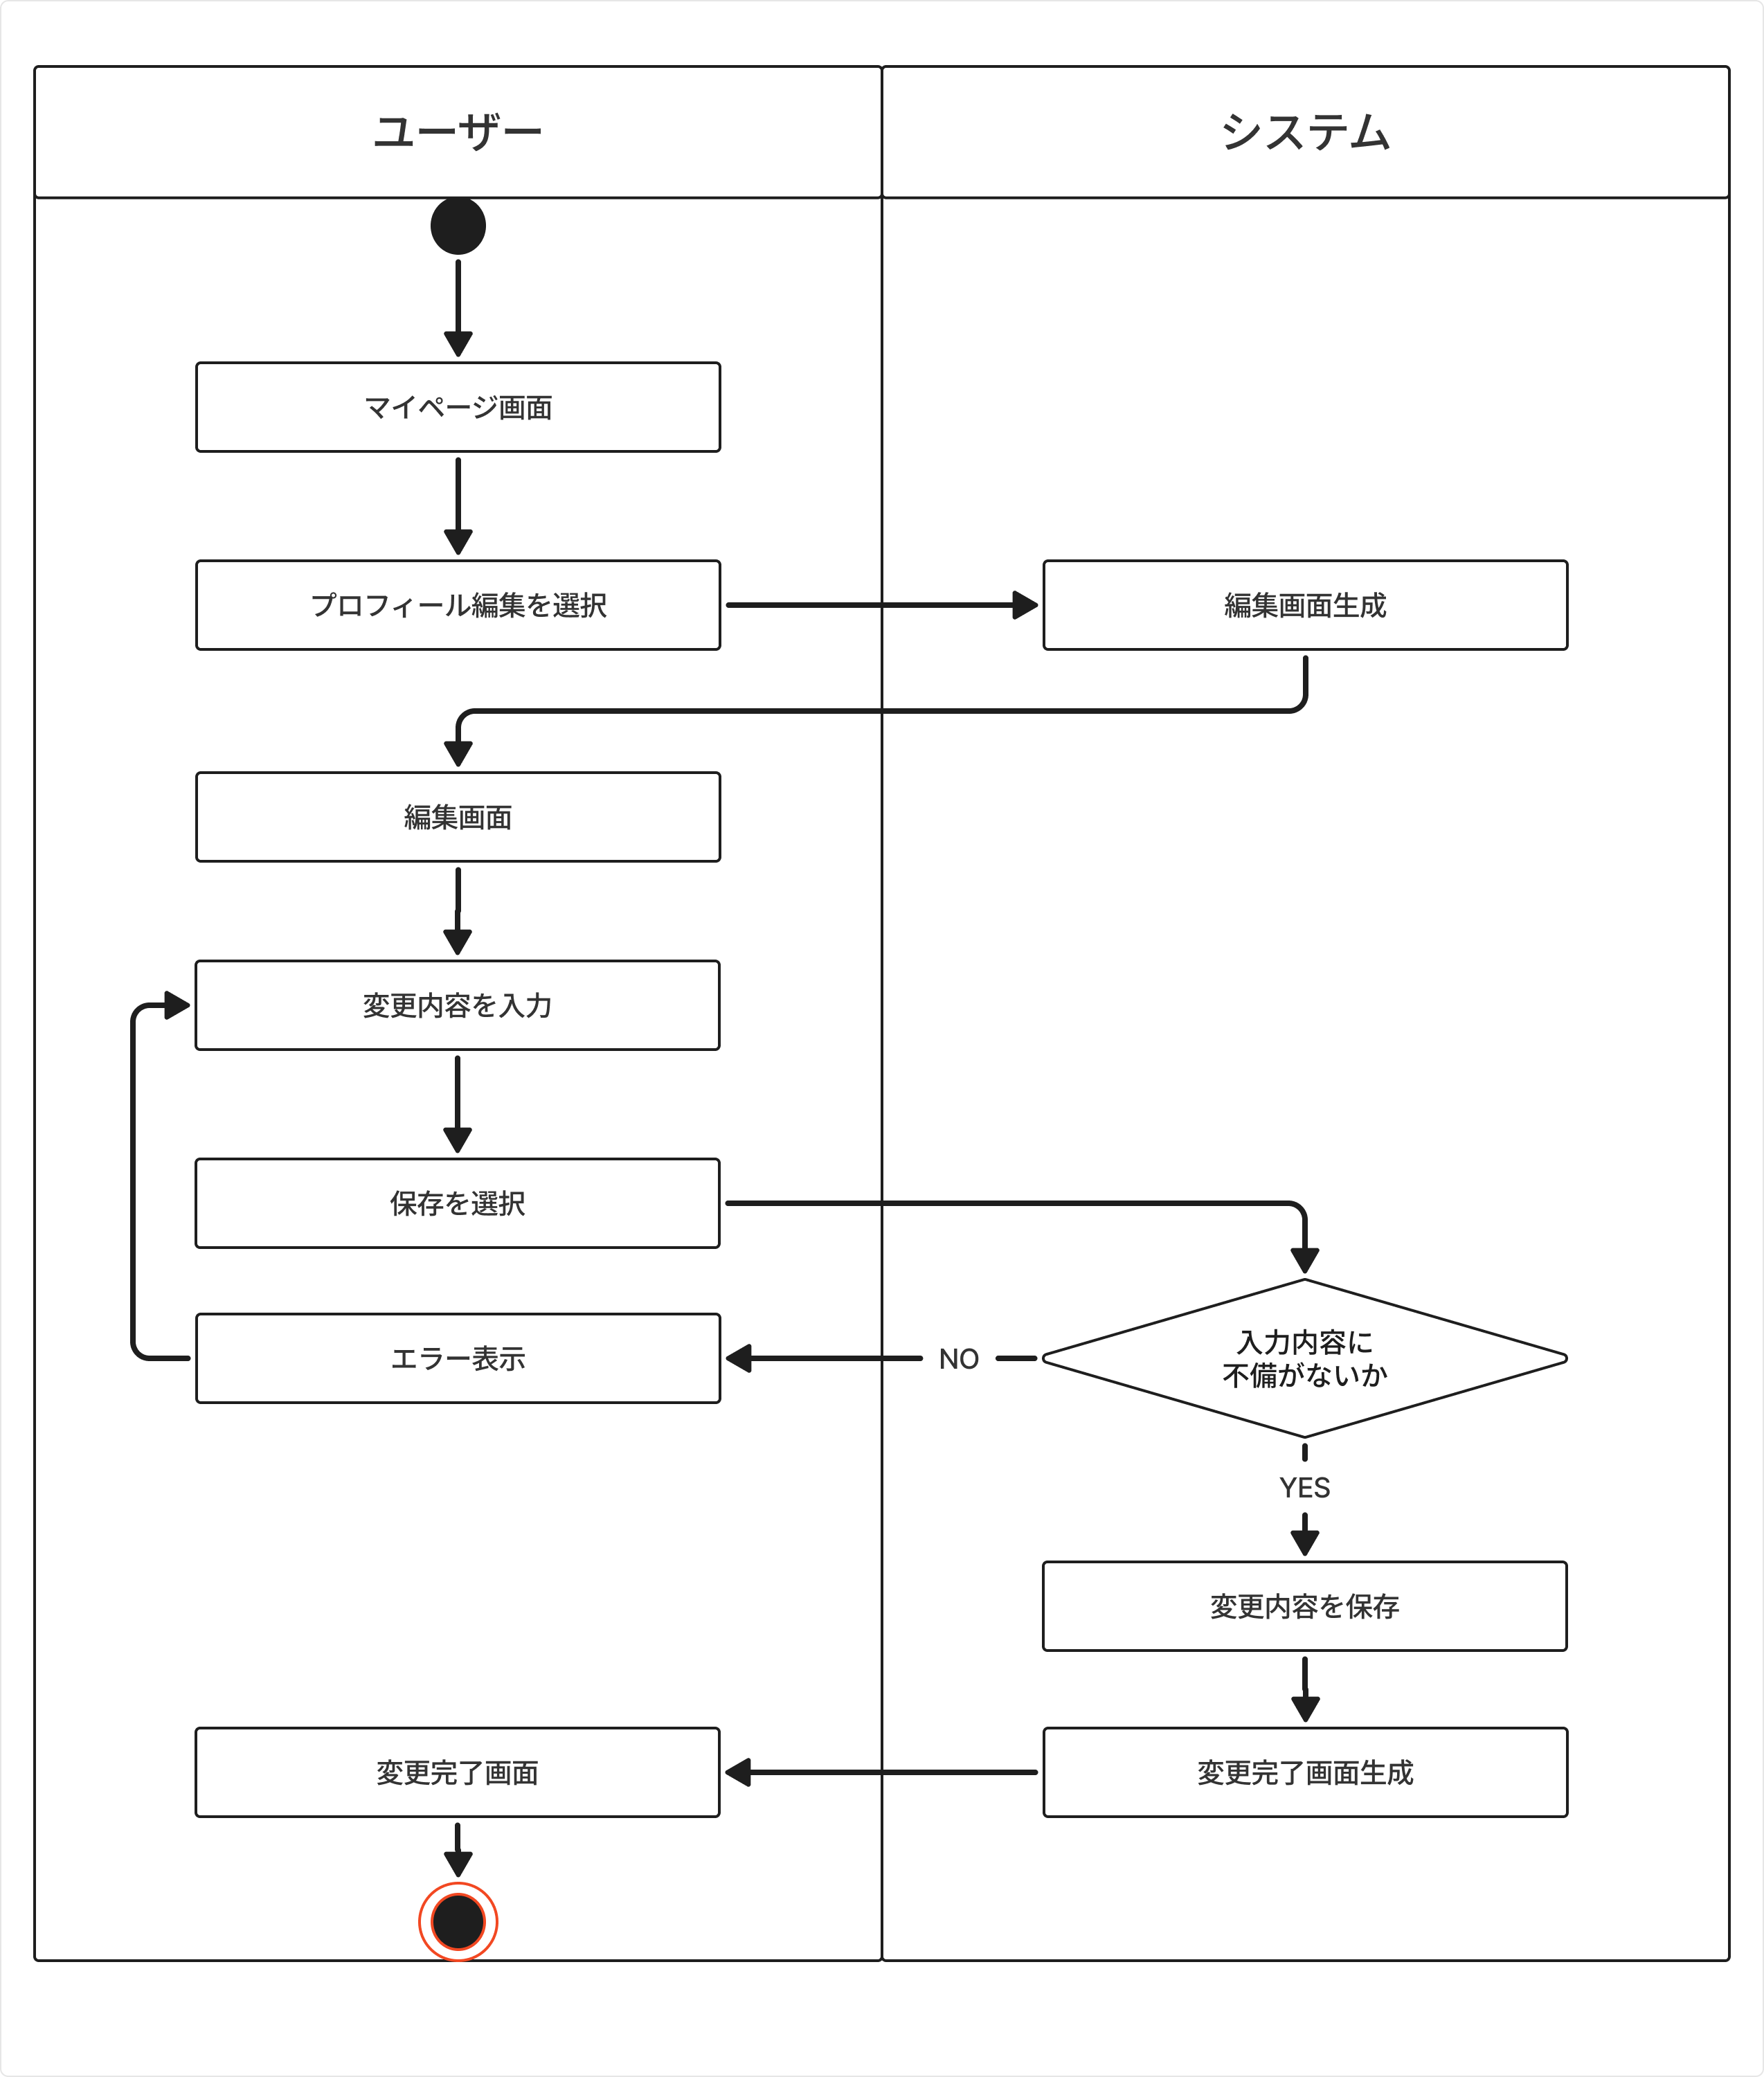 ユーザー
システム
マイページ画面
プロフィール編集を選択
編集画面生成
編集画面
変更内容を入力
保存を選択
エラー表示
NO
入力内容に
不備がないか
YES
変更内容を保存
変更完了画面
変更完了画面生成